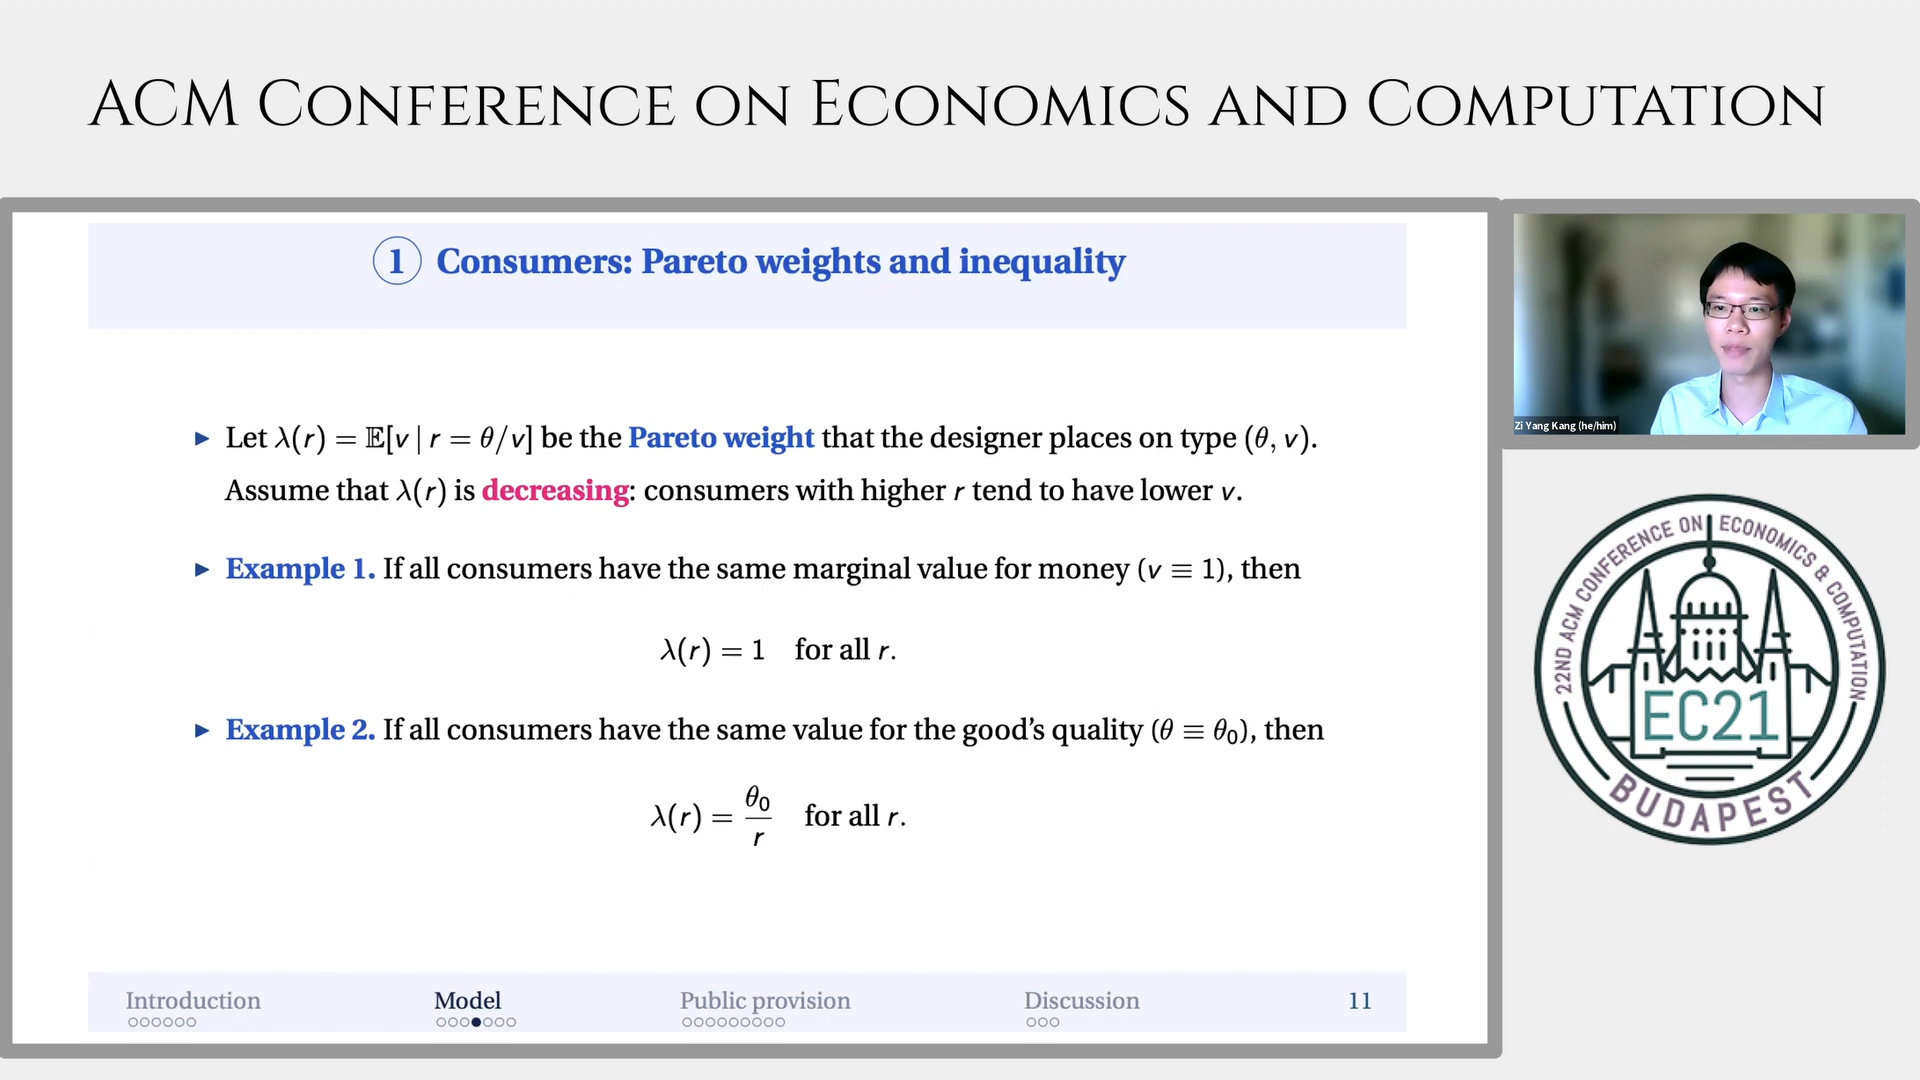 ACM Conference on Economics and Computation
1 Consumers: Pareto weights and inequality
▶ Let λ(r) = 𝔼[v | r = θ/v] be the Pareto weight that the designer places on type (θ, v).
Assume that λ(r) is decreasing: consumers with higher r tend to have lower v.
▶ Example 1. If all consumers have the same marginal value for money (v ≡ 1), then
λ(r) = 1 for all r.
▶ Example 2. If all consumers have the same value for the good's quality (θ ≡ θ₀), then
λ(r) = θ₀/r for all r.
Introduction Model Public provision Discussion 11
Zi Yang Kang (he/him)
22ND ACM CONFERENCE ON ECONOMICS & COMPUTATION
EC21
BUDAPEST